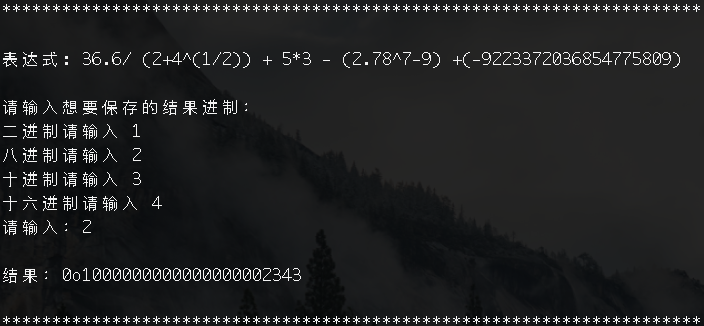 **********************************************************************
表达式: 36.6/ (2+4^(1/2)) + 5*3 - (2.78^7-9) +(-9223372036854775809)
请输入想要保存的结果进制:
二进制请输入 1
八进制请输入 2
十进制请输入 3
十六进制请输入 4
请输入: 2
结果: 0o1000000000000000002343
**********************************************************************